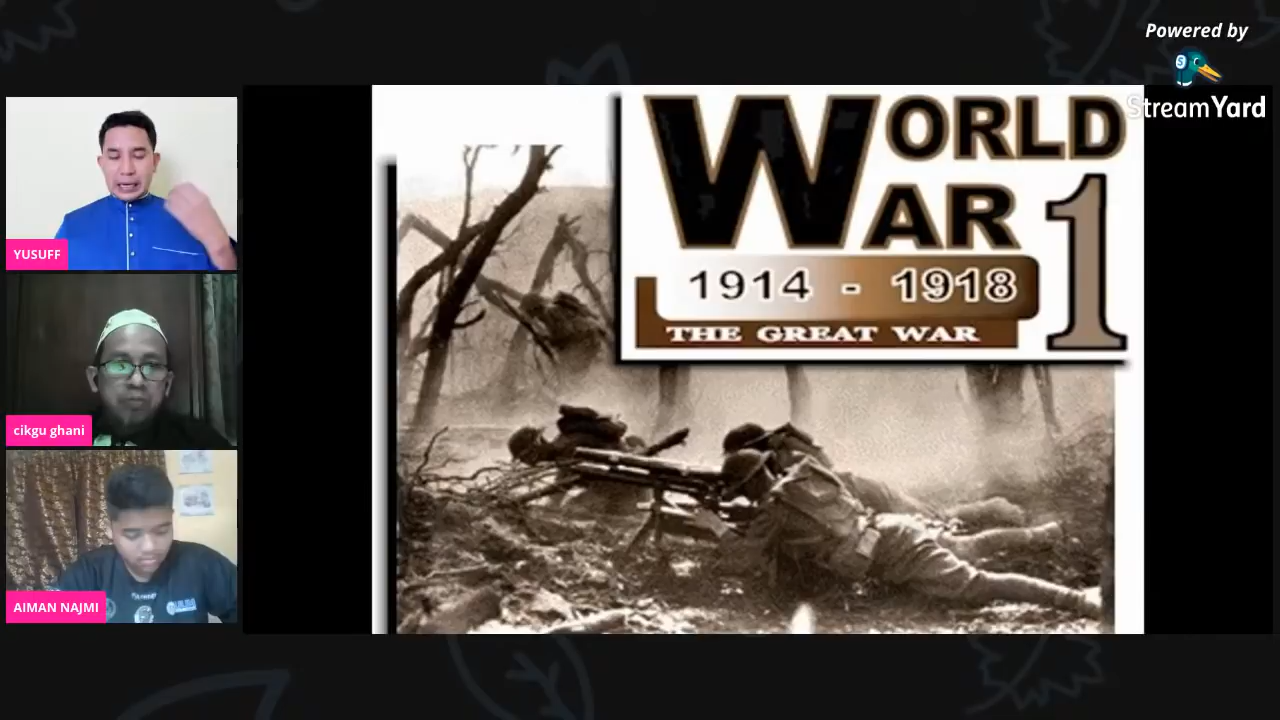 Powered by
StreamYard
WORLD
WAR 1
1914 - 1918
THE GREAT WAR
YUSUFF
cikgu ghani
AIMAN NAJMI